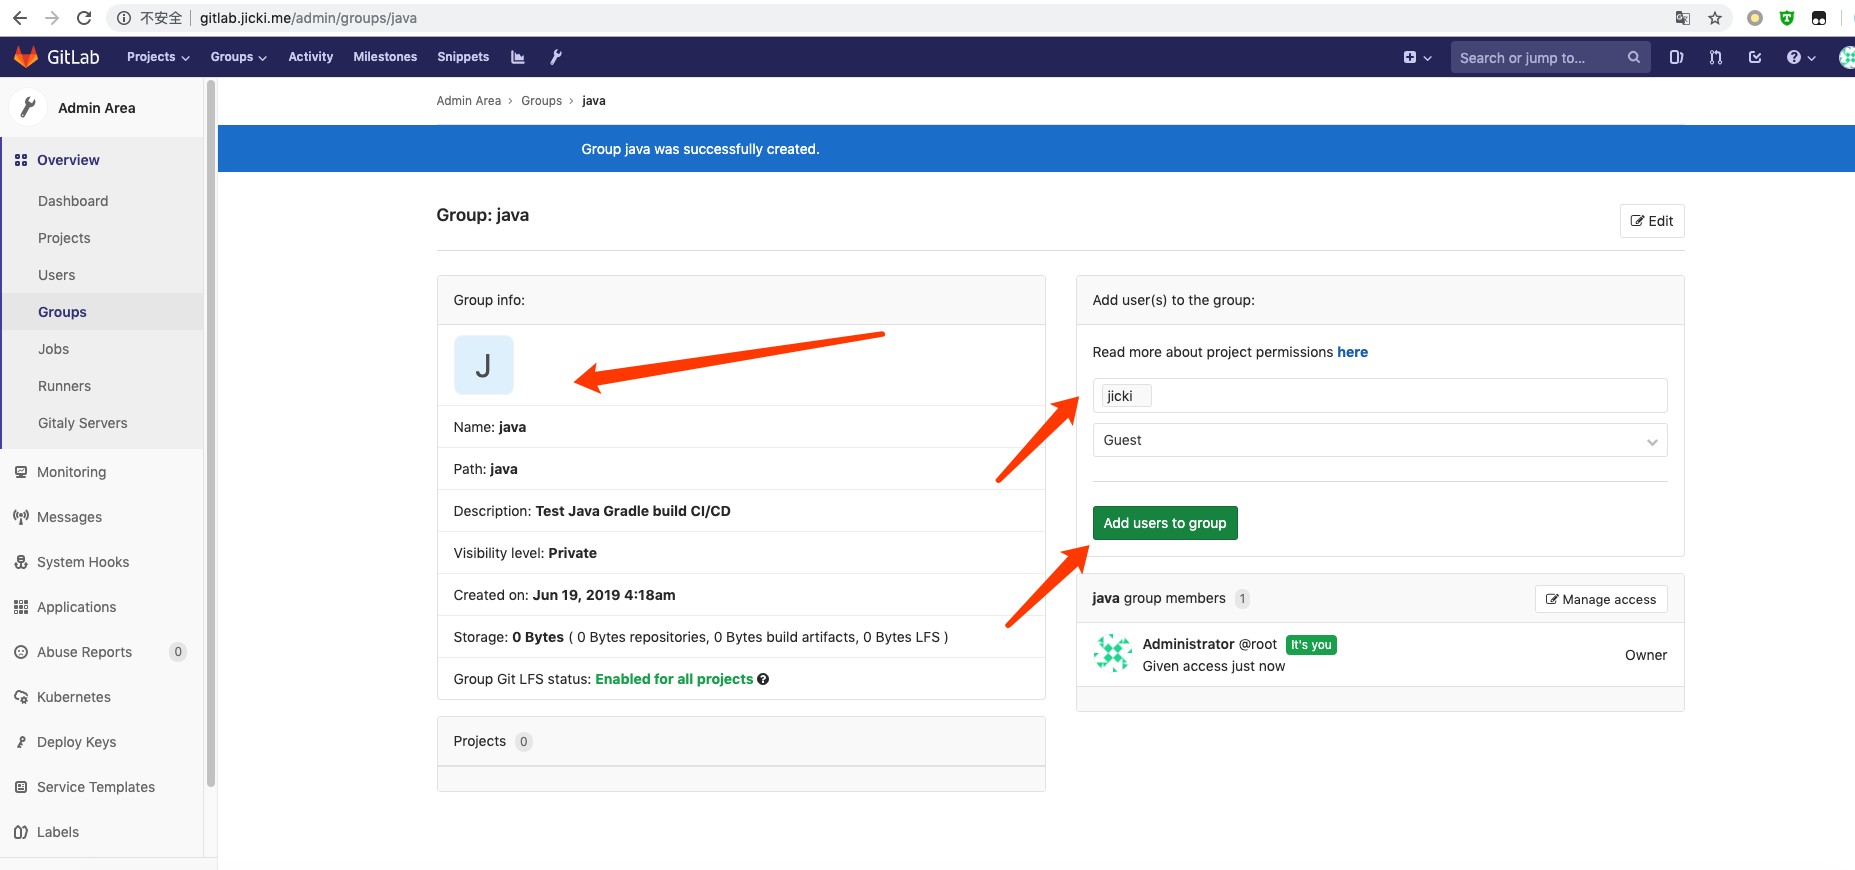 不安全 gitlab.jicki.me/admin/groups/java
GitLab Projects Groups Activity Milestones Snippets Search or jump to...
Admin Area
Overview
Dashboard
Projects
Users
Groups
Jobs
Runners
Gitaly Servers
Monitoring
Messages
System Hooks
Applications
Abuse Reports 0
Kubernetes
Deploy Keys
Service Templates
Labels
Admin Area › Groups › java
Group java was successfully created.
Group: java
Edit
Group info:
J
Name: java
Path: java
Description: Test Java Gradle build CI/CD
Visibility level: Private
Created on: Jun 19, 2019 4:18am
Storage: 0 Bytes ( 0 Bytes repositories, 0 Bytes build artifacts, 0 Bytes LFS )
Group Git LFS status: Enabled for all projects
Projects 0
Add user(s) to the group:
Read more about project permissions here
jicki
Guest
Add users to group
java group members 1
Manage access
Administrator @root It's you
Given access just now
Owner